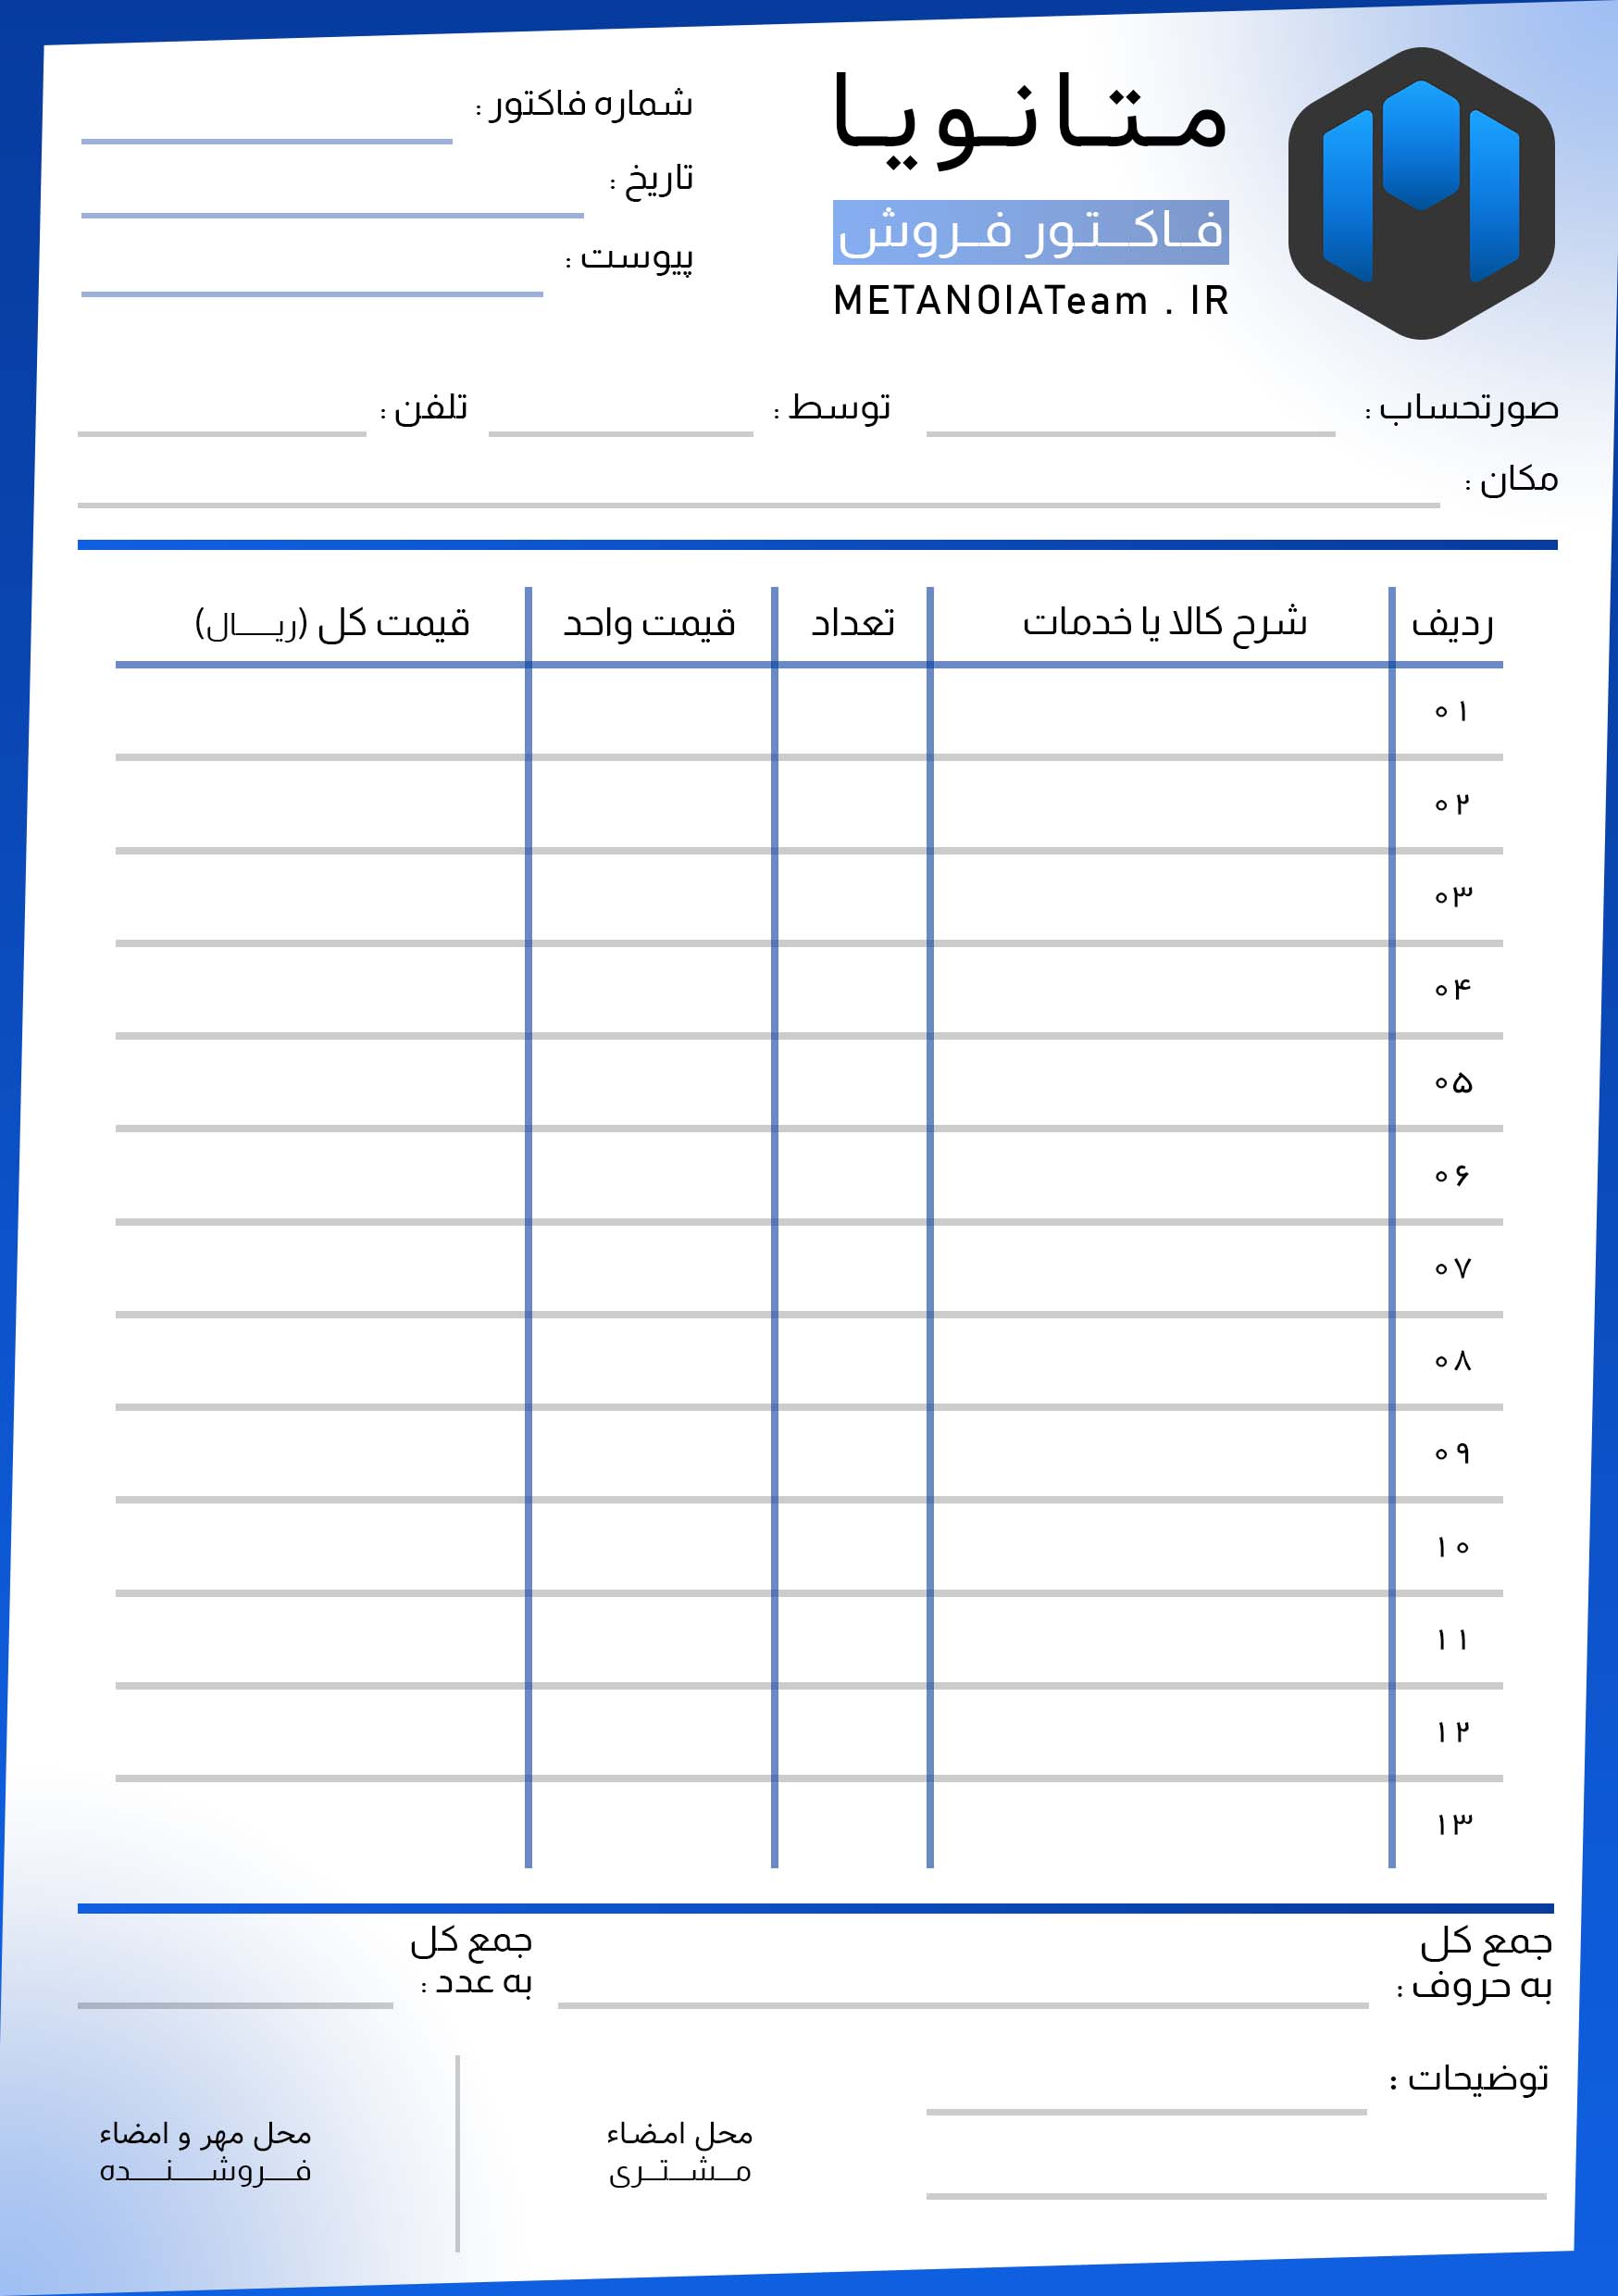 متانویا
فاکتور فروش
METANOIATeam . IR
شماره فاکتور :
تاریخ :
پیوست :
صورتحساب : توسط : تلفن :
مکان :
ردیف شرح کالا یا خدمات تعداد قیمت واحد قیمت کل (ریال)
۰۱
۰۲
۰۳
۰۴
۰۵
۰۶
۰۷
۰۸
۰۹
۱۰
۱۱
۱۲
۱۳
جمع کل
به حروف :
جمع کل
به عدد :
توضیحات :
محل امضاء
مشتری
محل مهر و امضاء
فروشنده